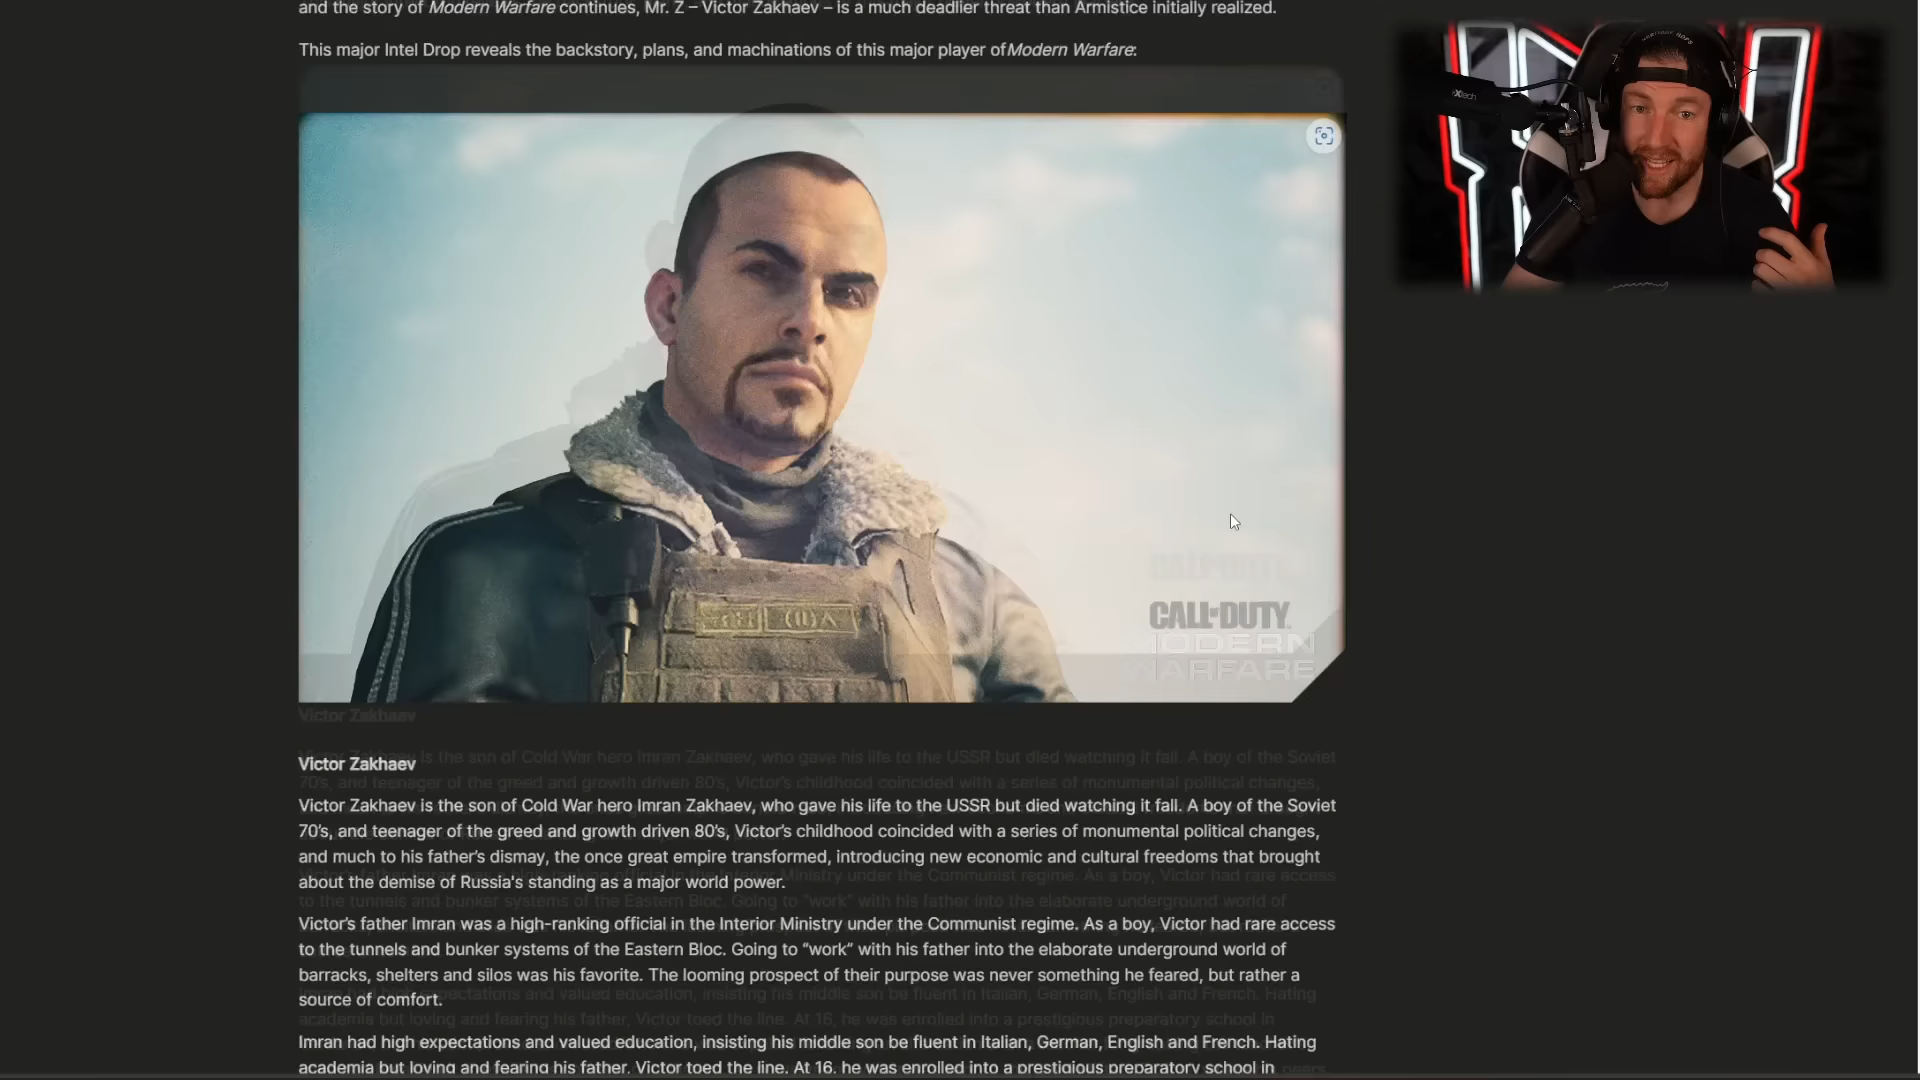 and the story of Modern Warfare continues, Mr. Z – Victor Zakhaev – is a much deadlier threat than Armistice initially realized.
This major Intel Drop reveals the backstory, plans, and machinations of this major player of Modern Warfare:
CALL OF DUTY
MODERN
WARFARE
Victor Zakhaev
Victor Zakhaev is the son of Cold War hero Imran Zakhaev, who gave his life to the USSR but died watching it fall. A boy of the Soviet
70's, and teenager of the greed and growth driven 80's, Victor's childhood coincided with a series of monumental political changes,
and much to his father's dismay, the once great empire transformed, introducing new economic and cultural freedoms that brought
about the demise of Russia's standing as a major world power.
Victor's father Imran was a high-ranking official in the Interior Ministry under the Communist regime. As a boy, Victor had rare access
to the tunnels and bunker systems of the Eastern Bloc. Going to “work” with his father into the elaborate underground world of
barracks, shelters and silos was his favorite. The looming prospect of their purpose was never something he feared, but rather a
source of comfort.
Imran had high expectations and valued education, insisting his middle son be fluent in Italian, German, English and French. Hating
academia but loving and fearing his father, Victor toed the line. At 16, he was enrolled into a prestigious preparatory school in